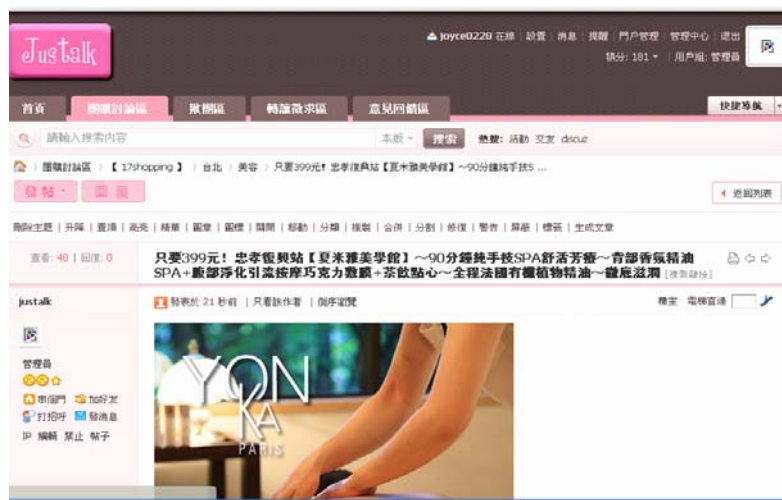 Justalk
joyce0220 在線 | 設置 | 消息 | 提醒 | 門戶管理 | 管理中心 | 退出
積分: 181 | 用戶組: 管理員
首頁 團購討論區 揪團區 轉讓徵求區 意見回饋區 快捷導航
請輸入搜索內容 本版 搜索 熱搜: 活動 交友 discuz
團購討論區 【 17shopping 】 台北 美容 只要399元! 忠孝復興站【夏米雅美學館】~90分鐘純手技S ...
發帖 回復 返回列表
刪除主題 | 升降 | 置頂 | 高亮 | 精華 | 圖章 | 圖標 | 關閉 | 移動 | 分類 | 複製 | 合併 | 分割 | 修復 | 警告 | 屏蔽 | 標簽 | 生成文章
查看: 40 | 回復: 0 只要399元! 忠孝復興站【夏米雅美學館】~90分鐘純手技SPA舒活芳療~背部香氛精油
SPA+腹部淨化引流按摩巧克力敷膜+茶飲點心~全程法國有機植物精油~徹底滋潤 [複製鏈接]
justalk 發表於 21 秒前 | 只看該作者 | 倒序瀏覽 樓主 電梯直達
管理員
串個門 加好友
打招呼 發消息
IP 編輯 禁止 帖子
YON
KA
PARIS